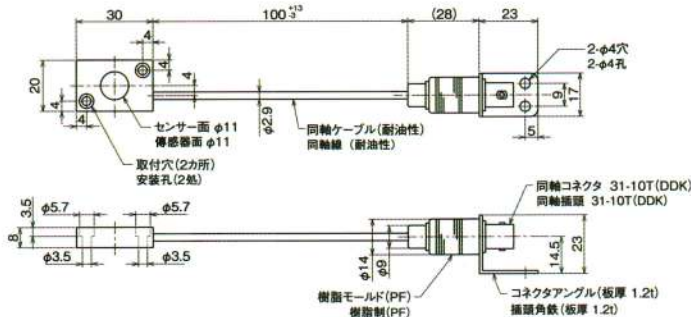 30
100 +13 -3
(28)
23
4
4
20
4
4
4
2-φ4穴
2-φ4孔
9
17
5
φ2.9
センサー面 φ11
傳感器面 φ11
同軸ケーブル(耐油性)
同軸線 (耐油性)
取付穴(2カ所)
安装孔(2処)
同軸コネクタ 31-10T(DDK)
同軸插頭 31-10T(DDK)
3.5
8
φ5.7
φ5.7
φ3.5
φ3.5
φ14
φ9
14.5
23
樹脂モールド(PF)
樹脂制(PF)
コネクタアングル(板厚 1.2t)
插頭角鉄(板厚 1.2t)